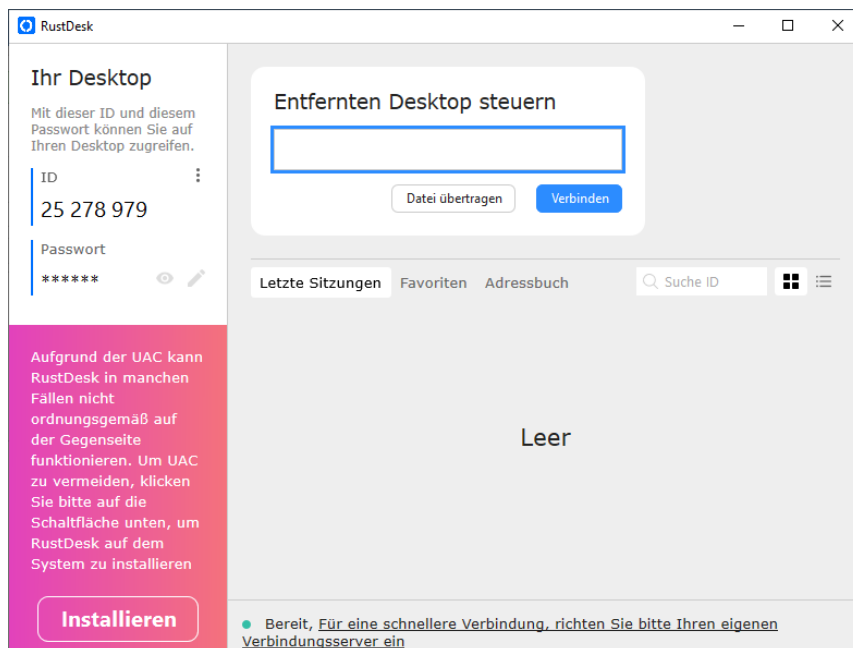 RustDesk
Ihr Desktop
Mit dieser ID und diesem
Passwort können Sie auf
Ihren Desktop zugreifen.
ID
25 278 979
Passwort
******
Aufgrund der UAC kann
RustDesk in manchen
Fällen nicht
ordnungsgemäß auf
der Gegenseite
funktionieren. Um UAC
zu vermeiden, klicken
Sie bitte auf die
Schaltfläche unten, um
RustDesk auf dem
System zu installieren
Installieren
Entfernten Desktop steuern
Datei übertragen
Verbinden
Letzte Sitzungen Favoriten Adressbuch
Suche ID
Leer
Bereit, Für eine schnellere Verbindung, richten Sie bitte Ihren eigenen
Verbindungsserver ein